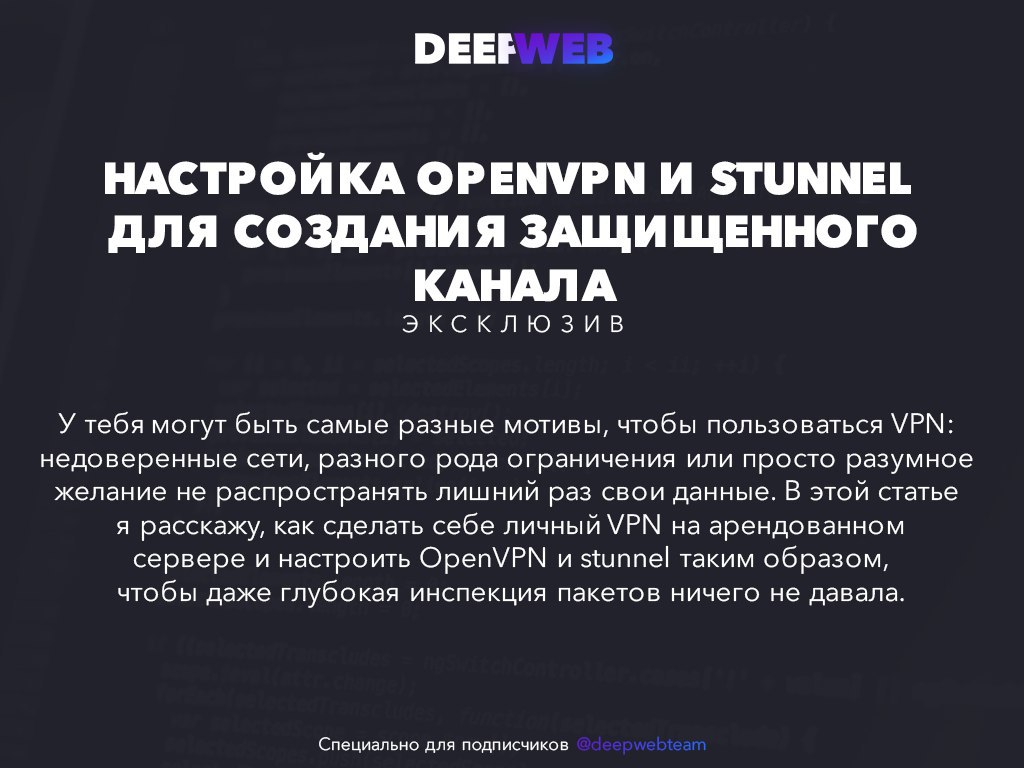 DEEPWEB
НАСТРОЙКА OPENVPN И STUNNEL
ДЛЯ СОЗДАНИЯ ЗАЩИЩЕННОГО
КАНАЛА
ЭКСКЛЮЗИВ
У тебя могут быть самые разные мотивы, чтобы пользоваться VPN:
недоверенные сети, разного рода ограничения или просто разумное
желание не распространять лишний раз свои данные. В этой статье
я расскажу, как сделать себе личный VPN на арендованном
сервере и настроить OpenVPN и stunnel таким образом,
чтобы даже глубокая инспекция пакетов ничего не давала.
Специально для подписчиков @deepwebteam